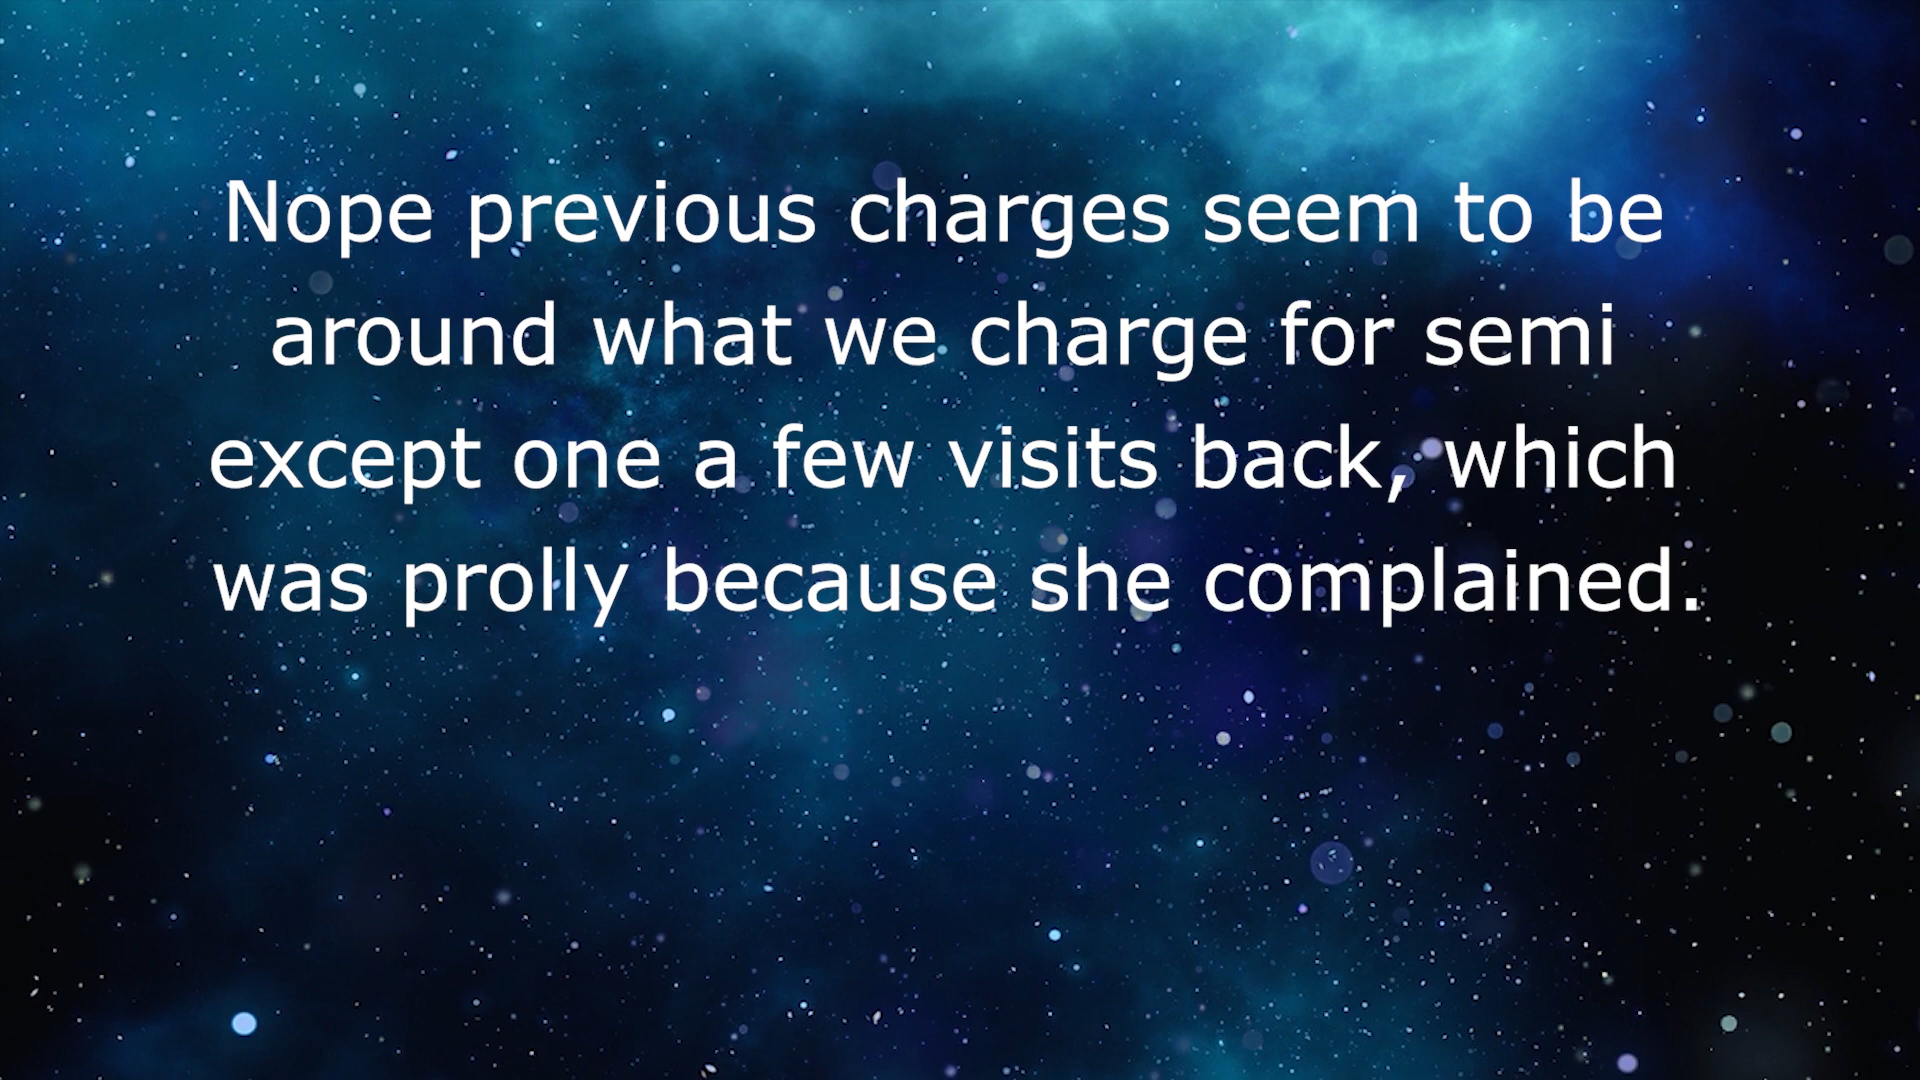 Nope previous charges seem to be
around what we charge for semi
except one a few visits back, which
was prolly because she complained.